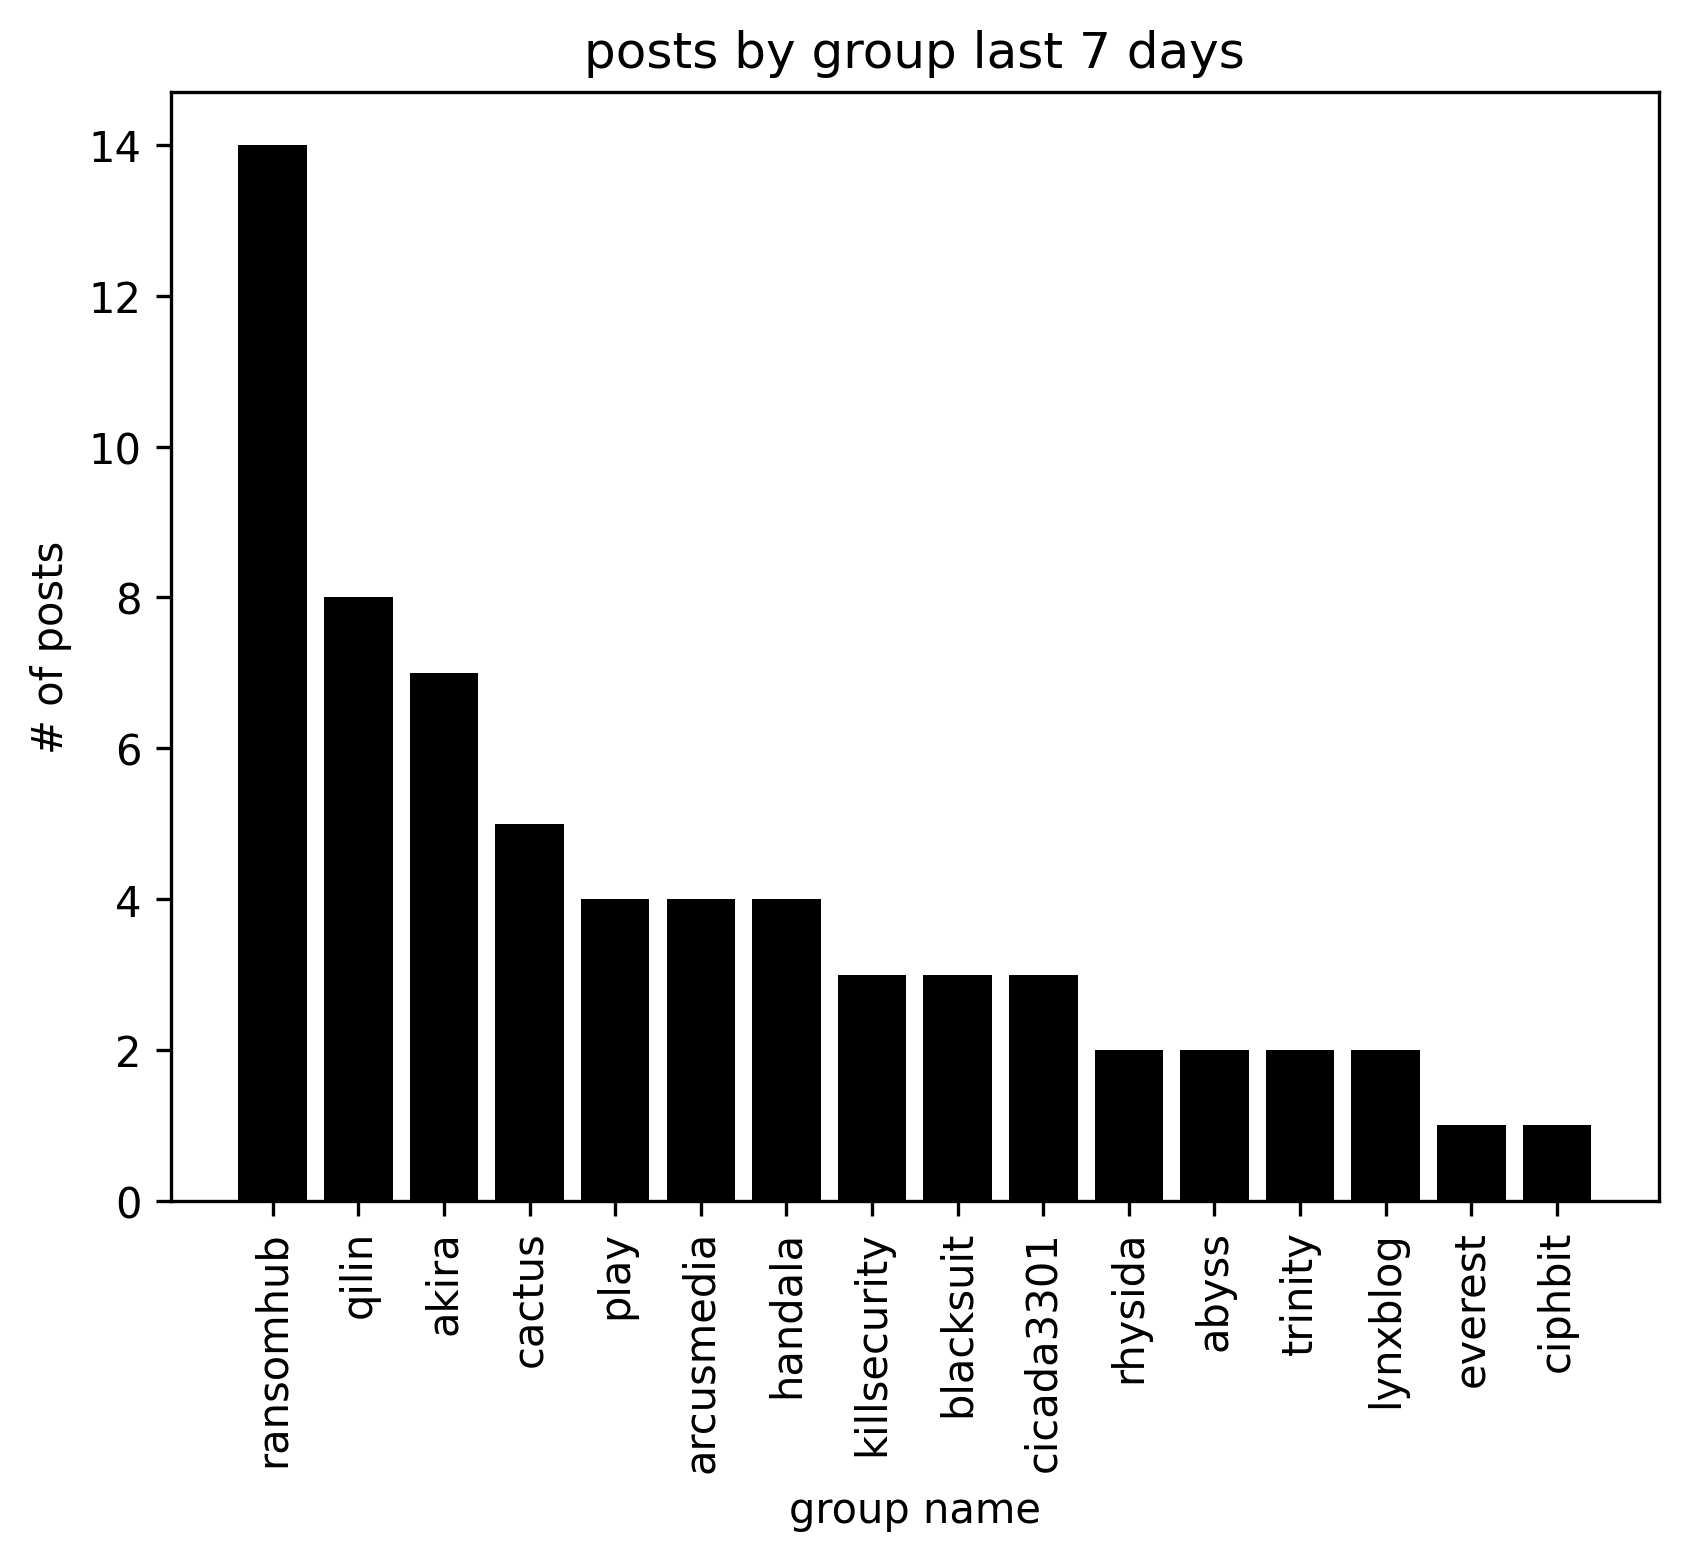 posts by group last 7 days
14
12
10
8
6
4
2
0
# of posts
ransomhub
qilin
akira
cactus
play
arcusmedia
handala
killsecurity
blacksuit
cicada3301
rhysida
abyss
trinity
lynxblog
everest
ciphbit
group name